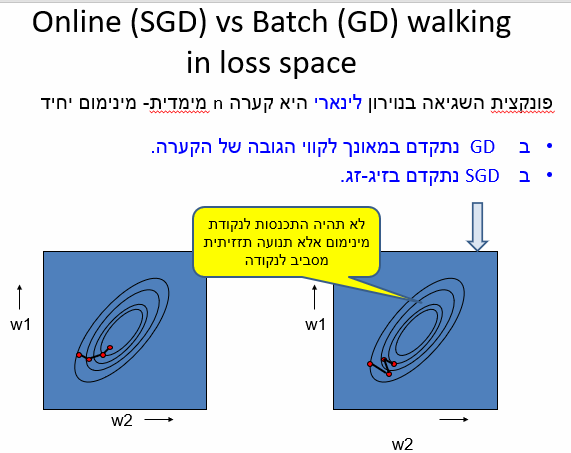 Online (SGD) vs Batch (GD) walking
in loss space
פונקצית השגיאה בנוירון לינארי היא קערה n מימדית- מינימום יחיד
• ב GD נתקדם במאונך לקווי הגובה של הקערה.
• ב SGD נתקדם בזיג-זג.
לא תהיה התכנסות לנקודת
מינימום אלא תנועה תזזיתית
מסביב לנקודה
w1
w1
w2
w2